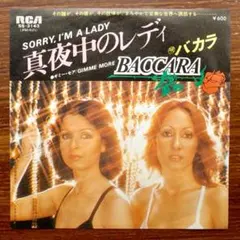 RCA
SS-3143
¥600
SORRY, I'M A LADY
真夜中のレディ
バカラ
ギミー・モア/GIMME MORE
BACCARA